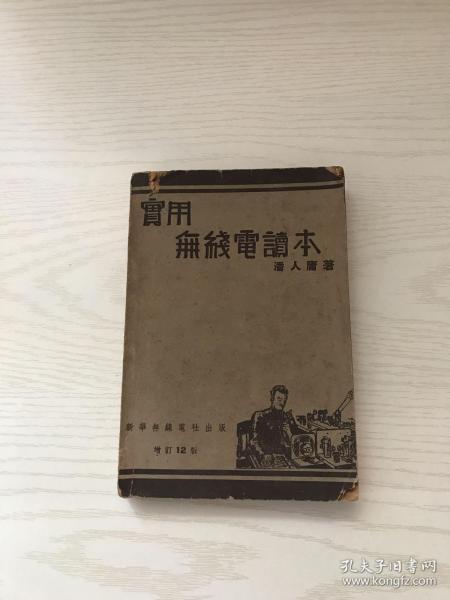 實用
無綫電讀本
潘人庸著
新華無綫電社出版
增訂12版
孔夫子旧书网
www.kongfz.com